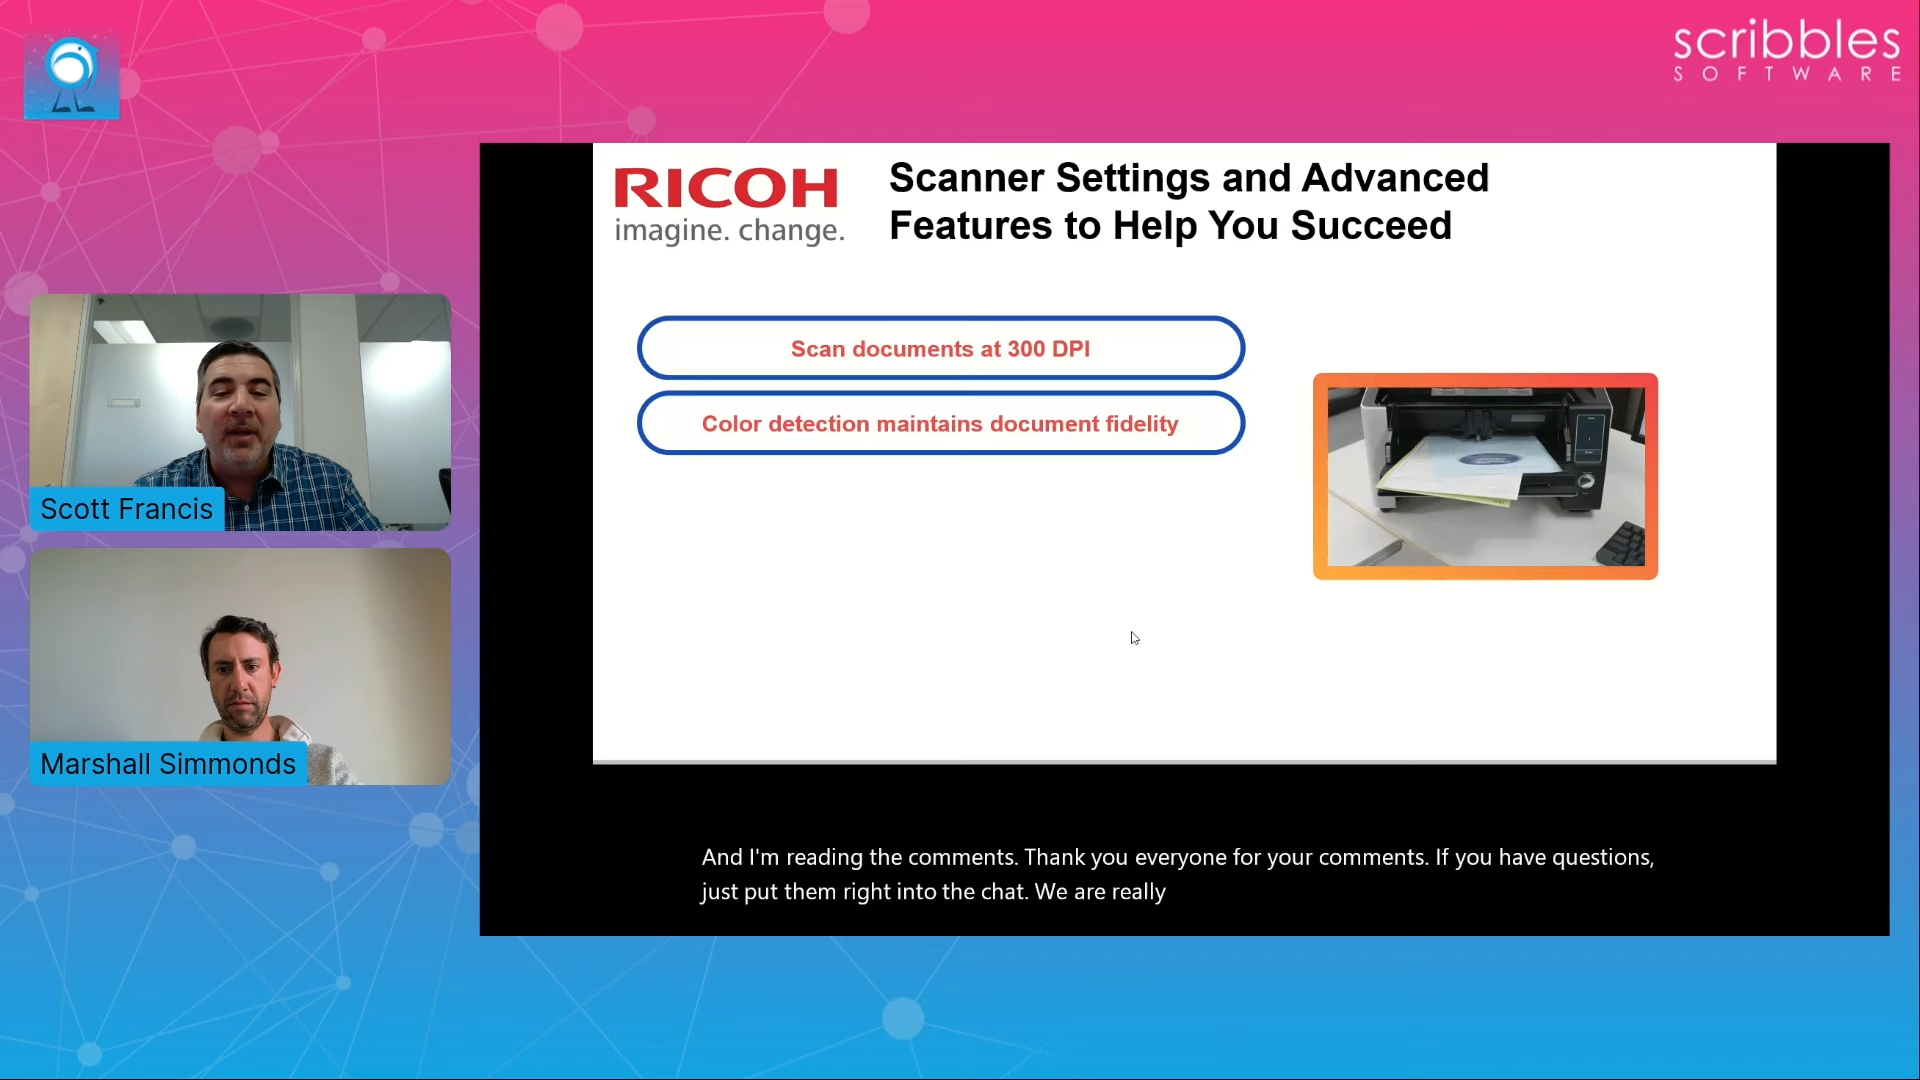 scribbles
SOFTWARE
RICOH
imagine. change.
Scanner Settings and Advanced
Features to Help You Succeed
Scan documents at 300 DPI
Color detection maintains document fidelity
Scott Francis
Marshall Simmonds
And I'm reading the comments. Thank you everyone for your comments. If you have questions,
just put them right into the chat. We are really